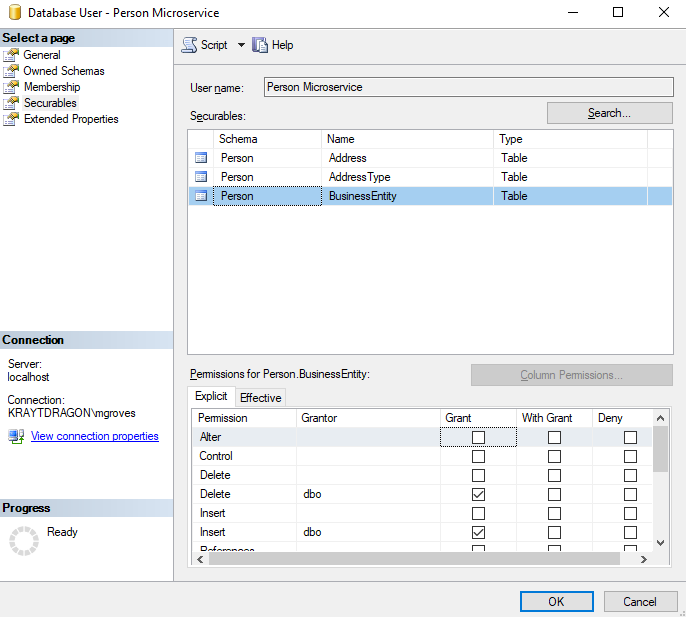 Database User - Person Microservice
Select a page
General
Owned Schemas
Membership
Securables
Extended Properties
Connection
Server:
localhost
Connection:
KRAYTDRAGON\mgroves
View connection properties
Progress
Ready
Script Help
User name: Person Microservice
Securables: Search...
Schema Name Type
Person Address Table
Person AddressType Table
Person BusinessEntity Table
Permissions for Person.BusinessEntity: Column Permissions...
Explicit Effective
Permission Grantor Grant With Grant Deny
Alter
Control
Delete
Delete dbo
Insert
Insert dbo
References
OK Cancel